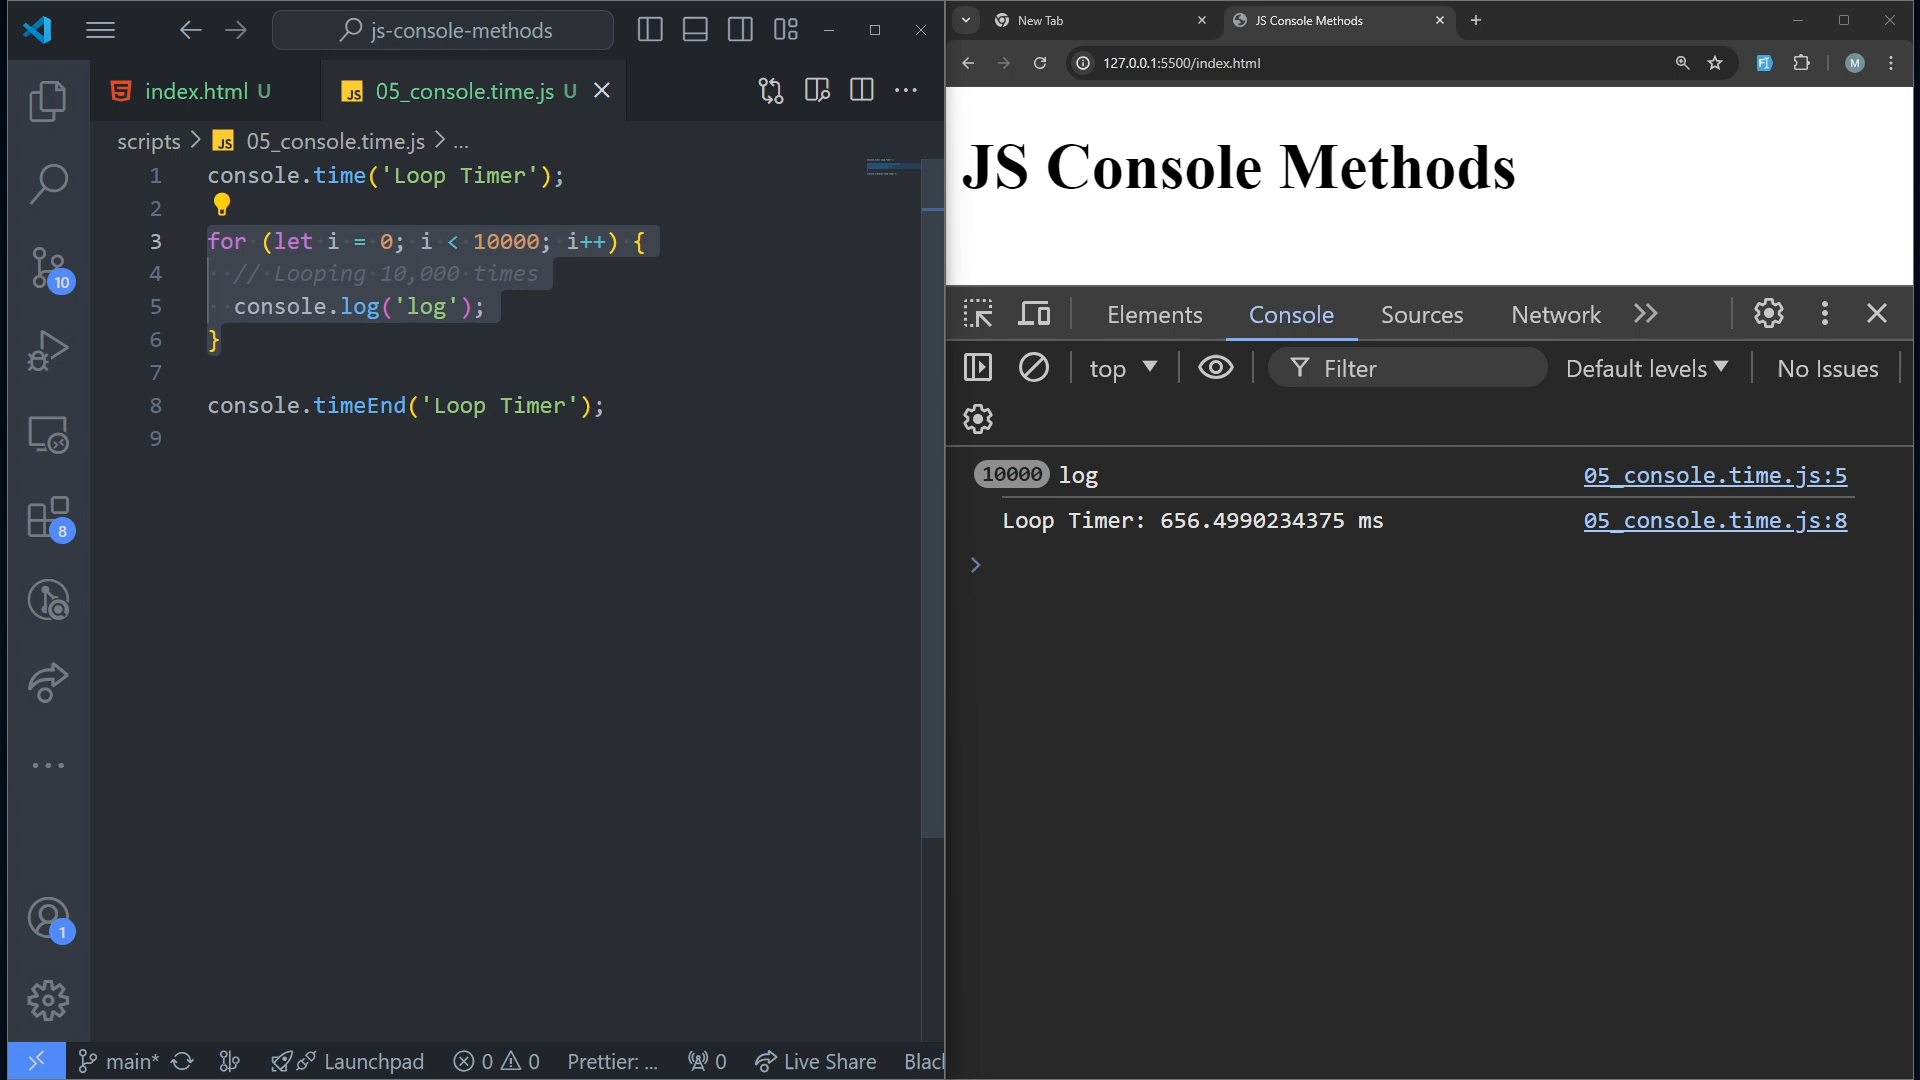 js-console-methods
index.html U
05_console.time.js U
scripts > JS 05_console.time.js > ...
1 console.time('Loop Timer');
2
3 for (let i = 0; i < 10000; i++) {
4 // Looping 10,000 times
5 console.log('log');
6 }
7
8 console.timeEnd('Loop Timer');
9
10
8
1
main*
Launchpad
0 0
Prettier: ...
0
Live Share
New Tab
JS Console Methods
127.0.0.1:5500/index.html
M
JS Console Methods
Elements Console Sources Network
top Filter Default levels No Issues
10000 log 05_console.time.js:5
Loop Timer: 656.4990234375 ms 05_console.time.js:8